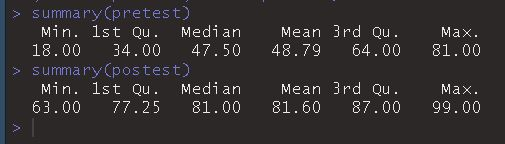 > summary(pretest)
Min. 1st Qu. Median Mean 3rd Qu. Max.
18.00 34.00 47.50 48.79 64.00 81.00
> summary(postest)
Min. 1st Qu. Median Mean 3rd Qu. Max.
63.00 77.25 81.00 81.60 87.00 99.00
>